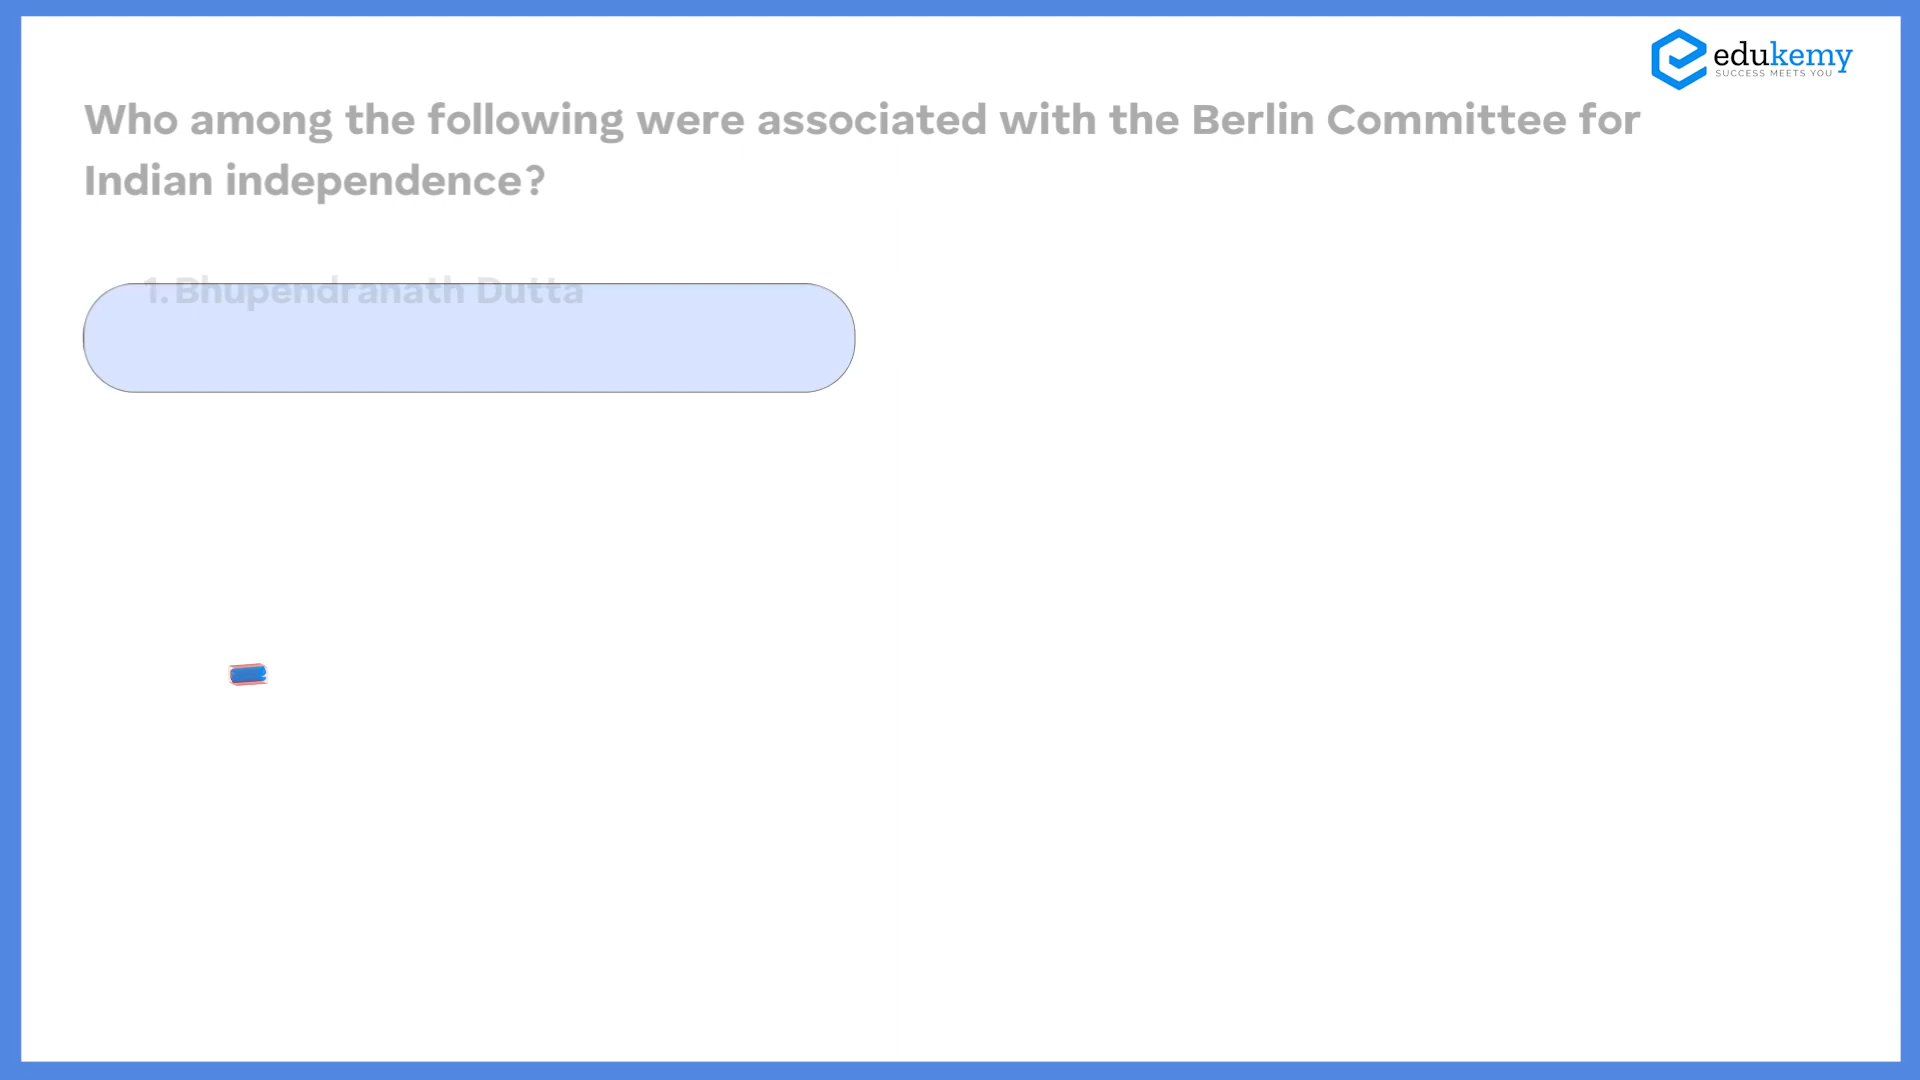 edukemy
SUCCESS MEETS YOU
Who among the following were associated with the Berlin Committee for
Indian independence?
1. Bhupendranath Dutta